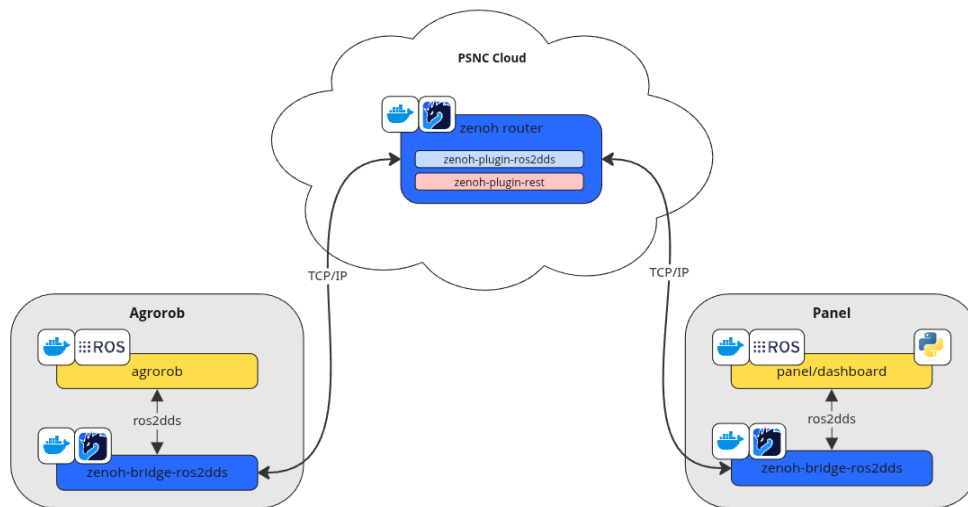 PSNC Cloud
zenoh router
zenoh-plugin-ros2dds
zenoh-plugin-rest
TCP/IP
TCP/IP
Agrorob
ROS
agrorob
ros2dds
zenoh-bridge-ros2dds
Panel
ROS
panel/dashboard
ros2dds
zenoh-bridge-ros2dds